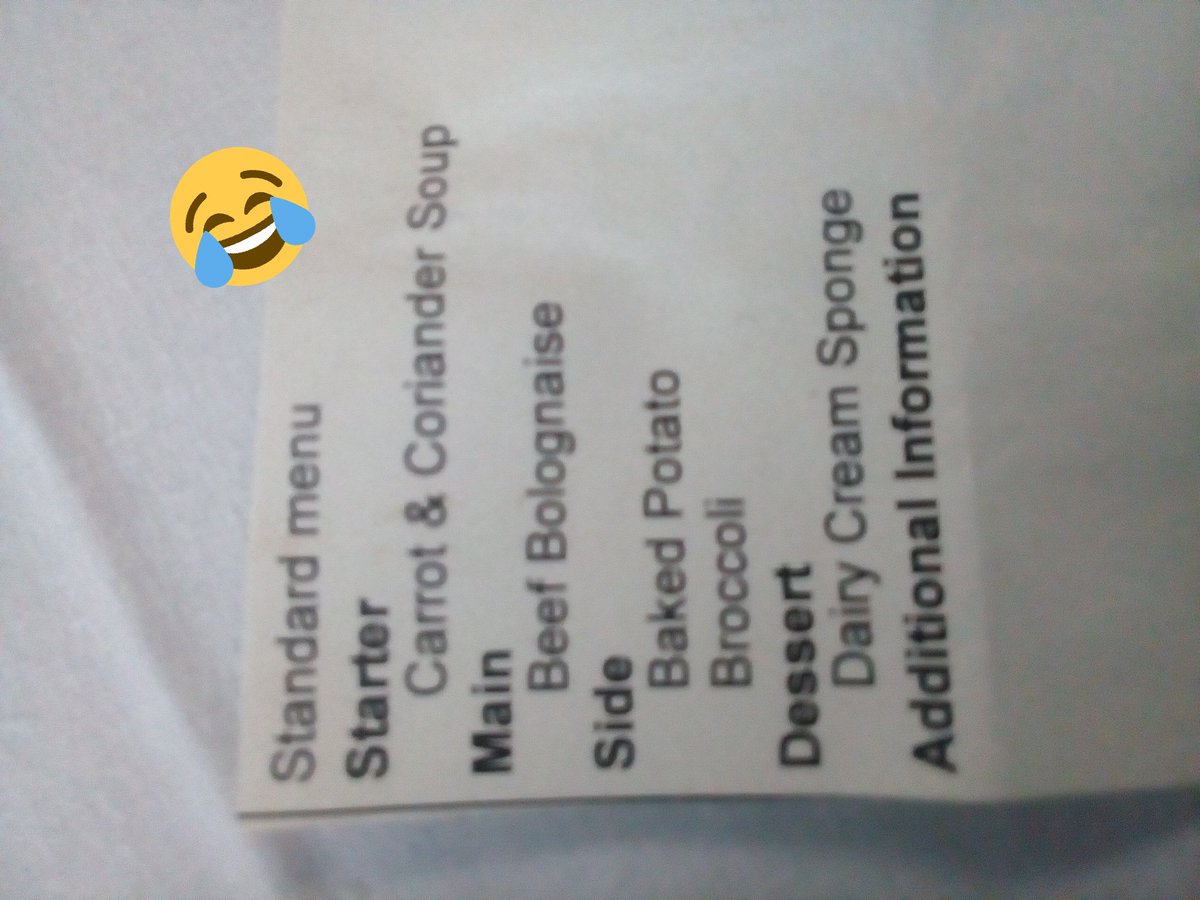 Standard menu
Starter
Carrot & Coriander Soup
Main
Beef Bolognaise
Side
Baked Potato
Broccoli
Dessert
Dairy Cream Sponge
Additional Information